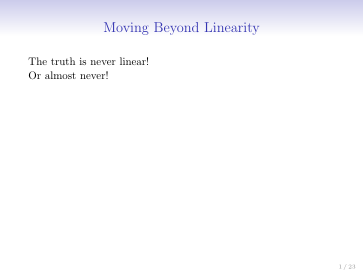 Moving Beyond Linearity
The truth is never linear!
Or almost never!
1 / 23